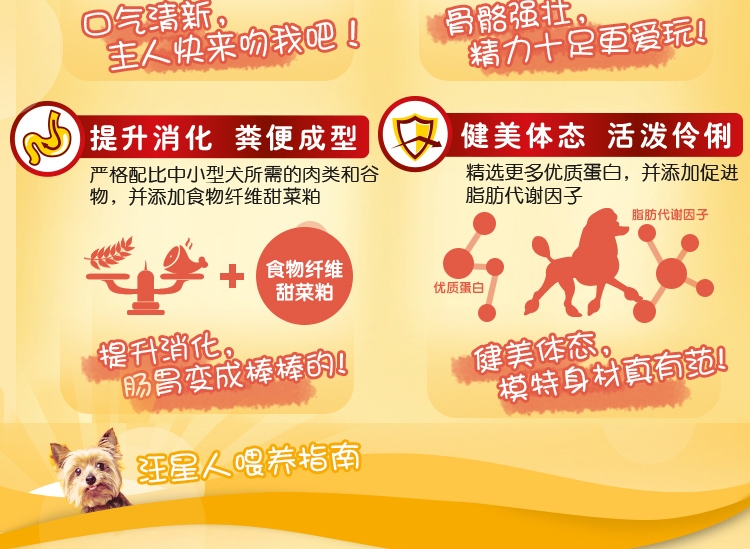 口气清新，
主人快来吻我吧！
骨骼强壮，
精力十足更爱玩！
提升消化 粪便成型
严格配比中小型犬所需的肉类和谷
物，并添加食物纤维甜菜粕
食物纤维
甜菜粕
提升消化，
肠胃变成棒棒的！
健美体态 活泼伶俐
精选更多优质蛋白，并添加促进
脂肪代谢因子
脂肪代谢因子
优质蛋白
健美体态，
模特身材真有范！
汪星人喂养指南